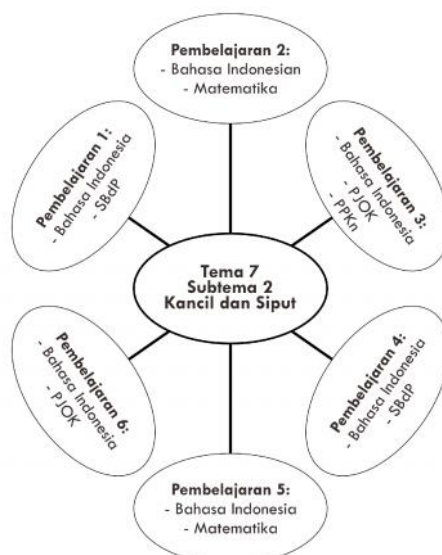 Pembelajaran 2:
- Bahasa Indonesian
- Matematika
Pembelajaran 1:
- Bahasa Indonesia
- SBdP
Pembelajaran 3:
- Bahasa Indonesia
- PJOK
- PPKn
Tema 7
Subtema 2
Kancil dan Siput
Pembelajaran 6:
- Bahasa Indonesia
- PJOK
Pembelajaran 4:
- Bahasa Indonesia
- SBdP
Pembelajaran 5:
- Bahasa Indonesia
- Matematika